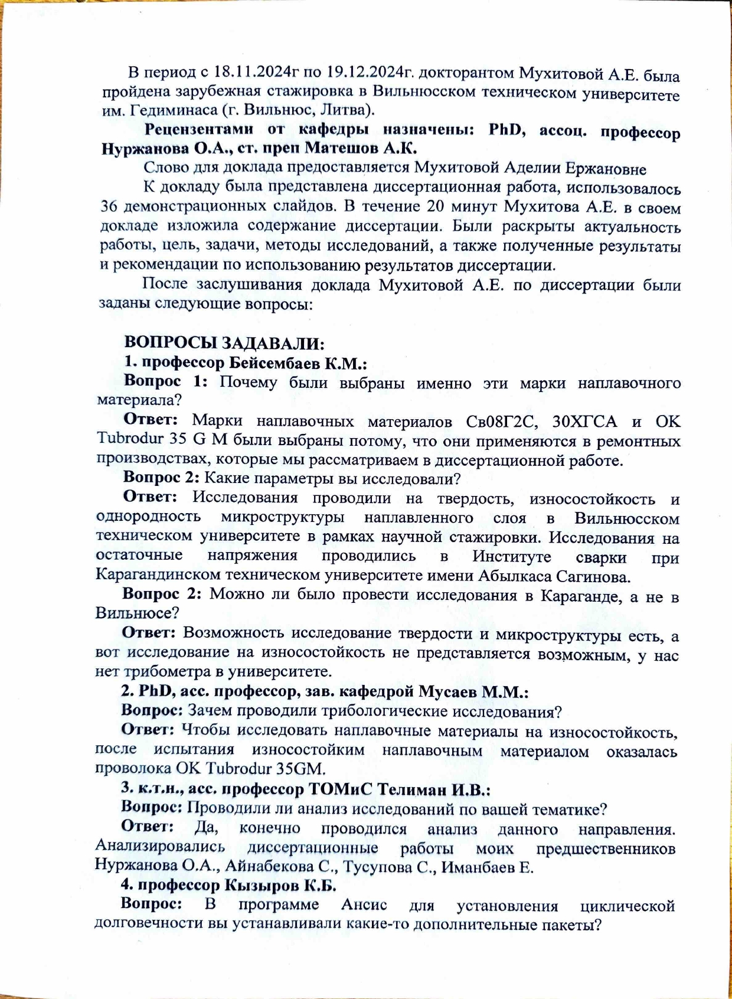 В период с 18.11.2024г по 19.12.2024г. докторантом Мухитовой А.Е. была
пройдена зарубежная стажировка в Вильнюсском техническом университете
им. Гедиминаса (г. Вильнюс, Литва).
Рецензентами от кафедры назначены: PhD, ассоц. профессор
Нуржанова О.А., ст. преп Матешов А.К.
Слово для доклада предоставляется Мухитовой Аделии Ержановне
К докладу была представлена диссертационная работа, использовалось
36 демонстрационных слайдов. В течение 20 минут Мухитова А.Е. в своем
докладе изложила содержание диссертации. Были раскрыты актуальность
работы, цель, задачи, методы исследований, а также полученные результаты
и рекомендации по использованию результатов диссертации.
После заслушивания доклада Мухитовой А.Е. по диссертации были
заданы следующие вопросы:
ВОПРОСЫ ЗАДАВАЛИ:
1. профессор Бейсембаев К.М.:
Вопрос 1: Почему были выбраны именно эти марки наплавочного
материала?
Ответ: Марки наплавочных материалов Св08Г2С, 30ХГСА и OK
Tubrodur 35 G M были выбраны потому, что они применяются в ремонтных
производствах, которые мы рассматриваем в диссертационной работе.
Вопрос 2: Какие параметры вы исследовали?
Ответ: Исследования проводили на твердость, износостойкость и
однородность микроструктуры наплавленного слоя в Вильнюсском
техническом университете в рамках научной стажировки. Исследования на
остаточные напряжения проводились в Институте сварки при
Карагандинском техническом университете имени Абылкаса Сагинова.
Вопрос 2: Можно ли было провести исследования в Караганде, а не в
Вильнюсе?
Ответ: Возможность исследование твердости и микроструктуры есть, а
вот исследование на износостойкость не представляется возможным, у нас
нет трибометра в университете.
2. PhD, асс. профессор, зав. кафедрой Мусаев М.М.:
Вопрос: Зачем проводили трибологические исследования?
Ответ: Чтобы исследовать наплавочные материалы на износостойкость,
после испытания износостойким наплавочным материалом оказалась
проволока OK Tubrodur 35GM.
3. к.т.н., асс. профессор ТОМиС Телиман И.В.:
Вопрос: Проводили ли анализ исследований по вашей тематике?
Ответ: Да, конечно проводился анализ данного направления.
Анализировались диссертационные работы моих предшественников
Нуржанова О.А., Айнабекова С., Тусупова С., Иманбаев Е.
4. профессор Кызыров К.Б.
Вопрос: В программе Ансис для установления циклической
долговечности вы устанавливали какие-то дополнительные пакеты?